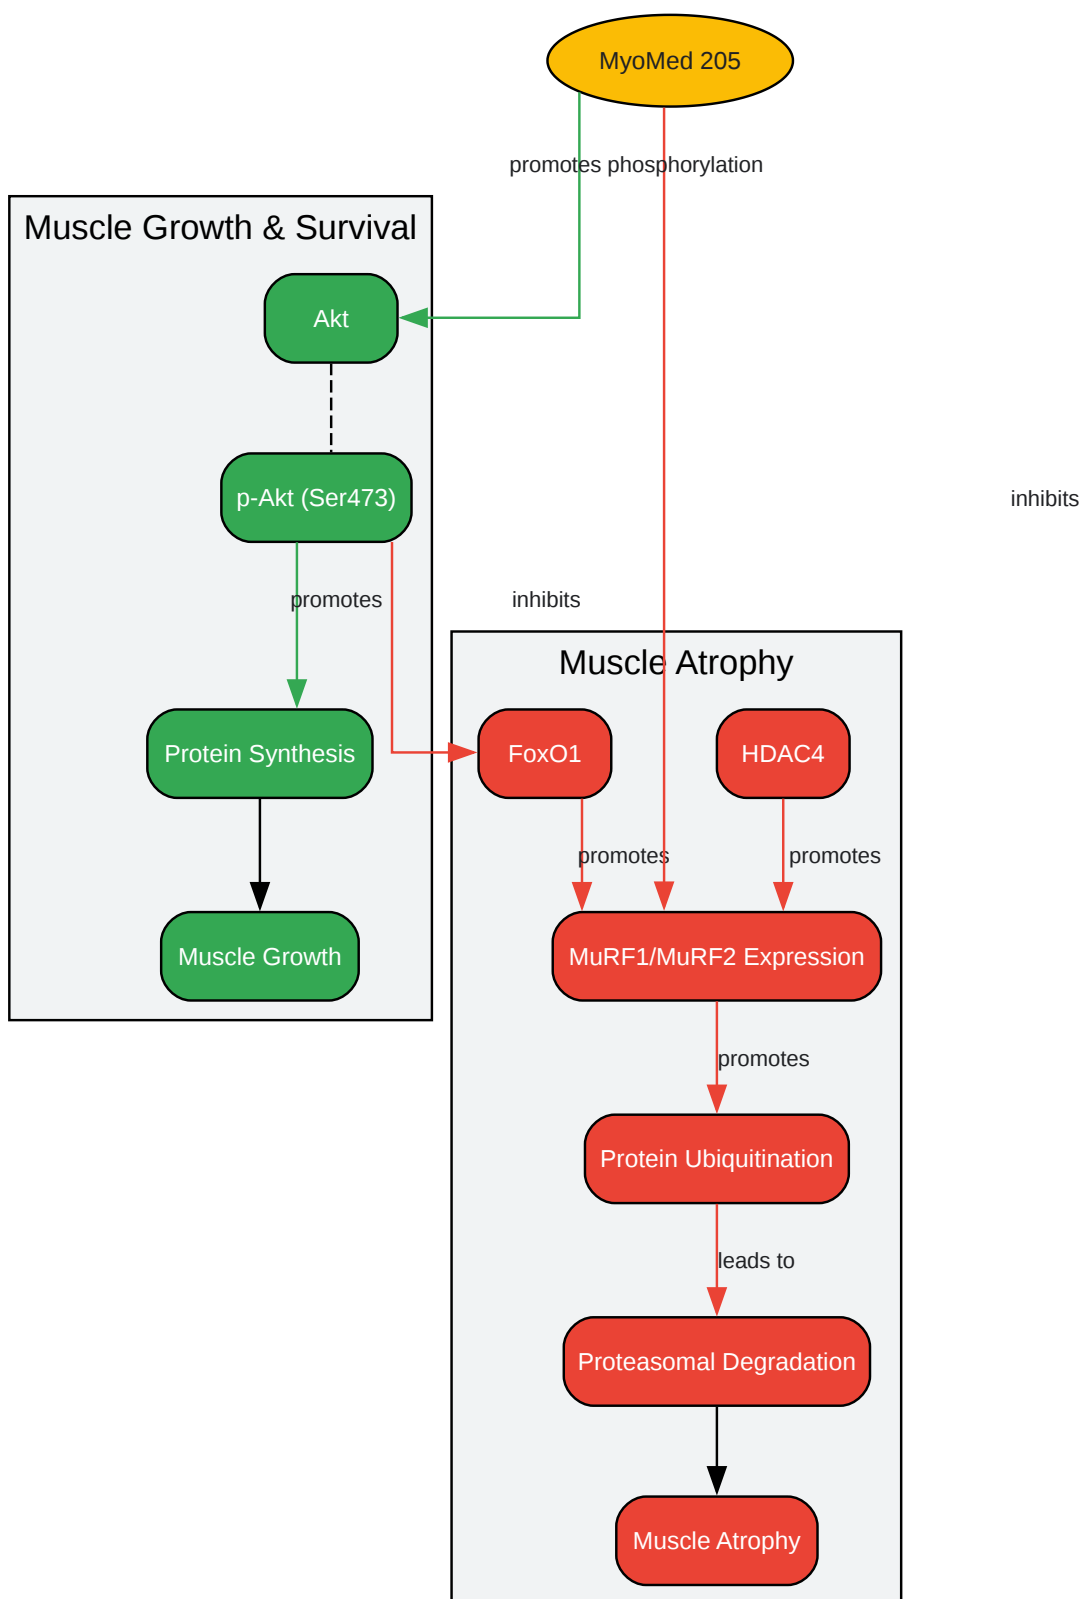 MyoMed 205
promotes phosphorylation
Muscle Growth & Survival
Akt
p-Akt (Ser473)
inhibits
promotes
inhibits
Muscle Atrophy
Protein Synthesis
FoxO1
HDAC4
promotes
promotes
Muscle Growth
MuRF1/MuRF2 Expression
promotes
Protein Ubiquitination
leads to
Proteasomal Degradation
Muscle Atrophy